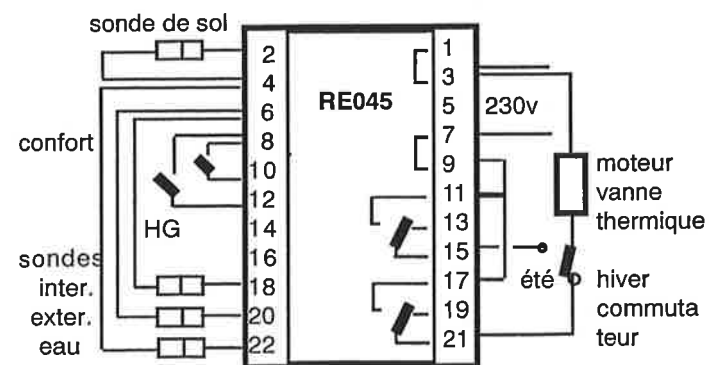 sonde de sol
confort
HG
sondes
inter.
exter.
eau
2
4
6
8
10
12
14
16
18
20
22
RE045
1
3
5
7
9
11
13
15
17
19
21
230v
moteur
vanne
thermique
été
hiver
commuta
teur